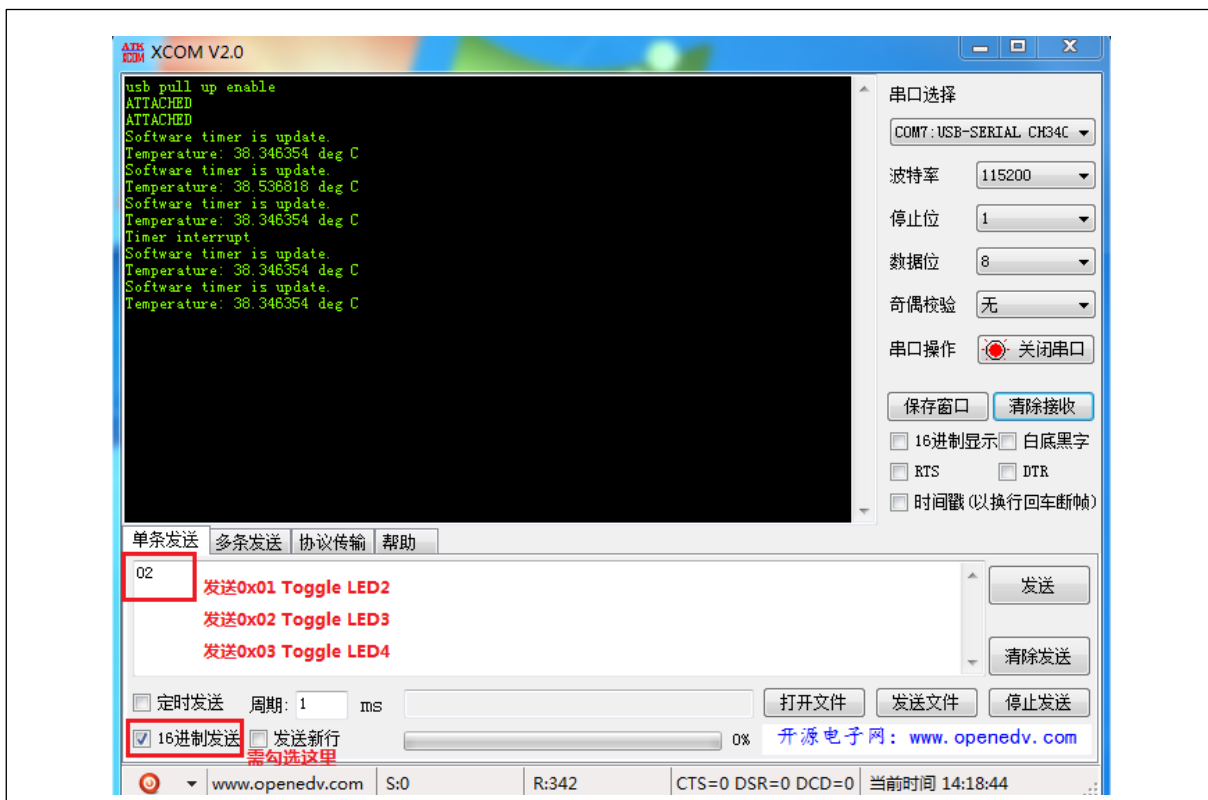 ATK XCOM XCOM V2.0
usb pull up enable
ATTACHED
ATTACHED
Software timer is update.
Temperature: 38.346354 deg C
Software timer is update.
Temperature: 38.536818 deg C
Software timer is update.
Temperature: 38.346354 deg C
Timer interrupt
Software timer is update.
Temperature: 38.346354 deg C
Software timer is update.
Temperature: 38.346354 deg C
串口选择
COM7:USB-SERIAL CH34C
波特率 115200
停止位 1
数据位 8
奇偶校验 无
串口操作 关闭串口
保存窗口 清除接收
16进制显示 白底黑字
RTS DTR
时间戳(以换行回车断帧)
单条发送 多条发送 协议传输 帮助
02
发送0x01 Toggle LED2
发送0x02 Toggle LED3
发送0x03 Toggle LED4
发送
清除发送
定时发送 周期: 1 ms 打开文件 发送文件 停止发送
16进制发送 发送新行 0% 开源电子网: www.openedv.com
需勾选这里
www.openedv.com S:0 R:342 CTS=0 DSR=0 DCD=0 当前时间 14:18:44